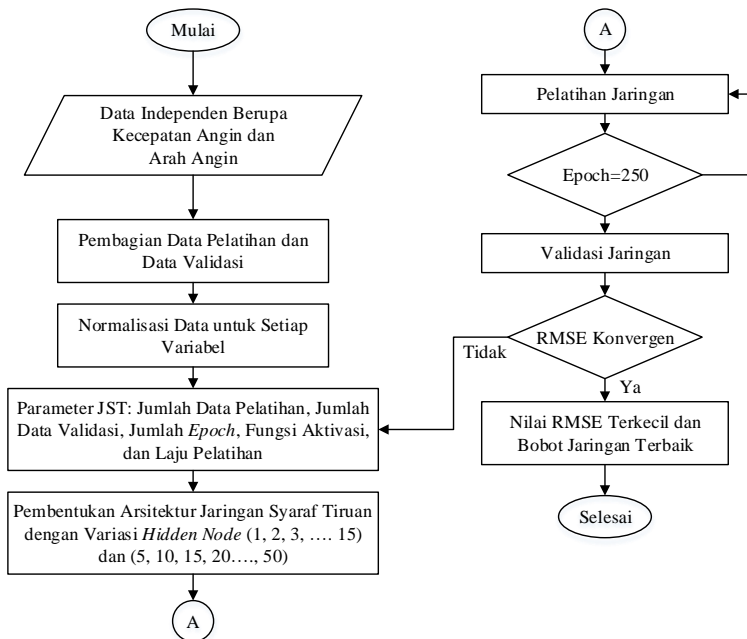 Mulai
Data Independen Berupa
Kecepatan Angin dan
Arah Angin
Pembagian Data Pelatihan dan
Data Validasi
Normalisasi Data untuk Setiap
Variabel
Parameter JST: Jumlah Data Pelatihan, Jumlah
Data Validasi, Jumlah Epoch, Fungsi Aktivasi,
dan Laju Pelatihan
Pembentukan Arsitektur Jaringan Syaraf Tiruan
dengan Variasi Hidden Node (1, 2, 3, …. 15)
dan (5, 10, 15, 20…., 50)
A
A
Pelatihan Jaringan
Epoch=250
Validasi Jaringan
RMSE Konvergen
Tidak
Ya
Nilai RMSE Terkecil dan
Bobot Jaringan Terbaik
Selesai